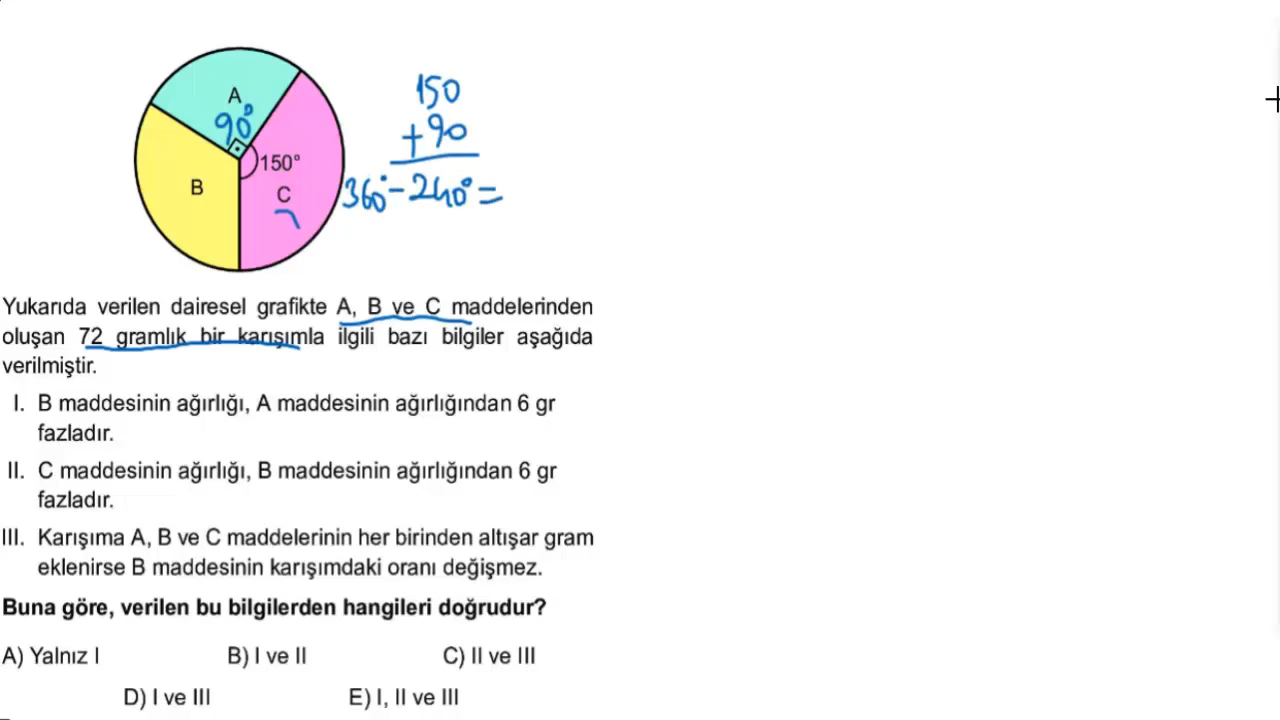 A
90°
150°
B
C
150
+90
360°-240°=
Yukarıda verilen dairesel grafikte A, B ve C maddelerinden
oluşan 72 gramlık bir karışımla ilgili bazı bilgiler aşağıda
verilmiştir.
I. B maddesinin ağırlığı, A maddesinin ağırlığından 6 gr
fazladır.
II. C maddesinin ağırlığı, B maddesinin ağırlığından 6 gr
fazladır.
III. Karışıma A, B ve C maddelerinin her birinden altışar gram
eklenirse B maddesinin karışımdaki oranı değişmez.
Buna göre, verilen bu bilgilerden hangileri doğrudur?
A) Yalnız I B) I ve II C) II ve III
D) I ve III E) I, II ve III